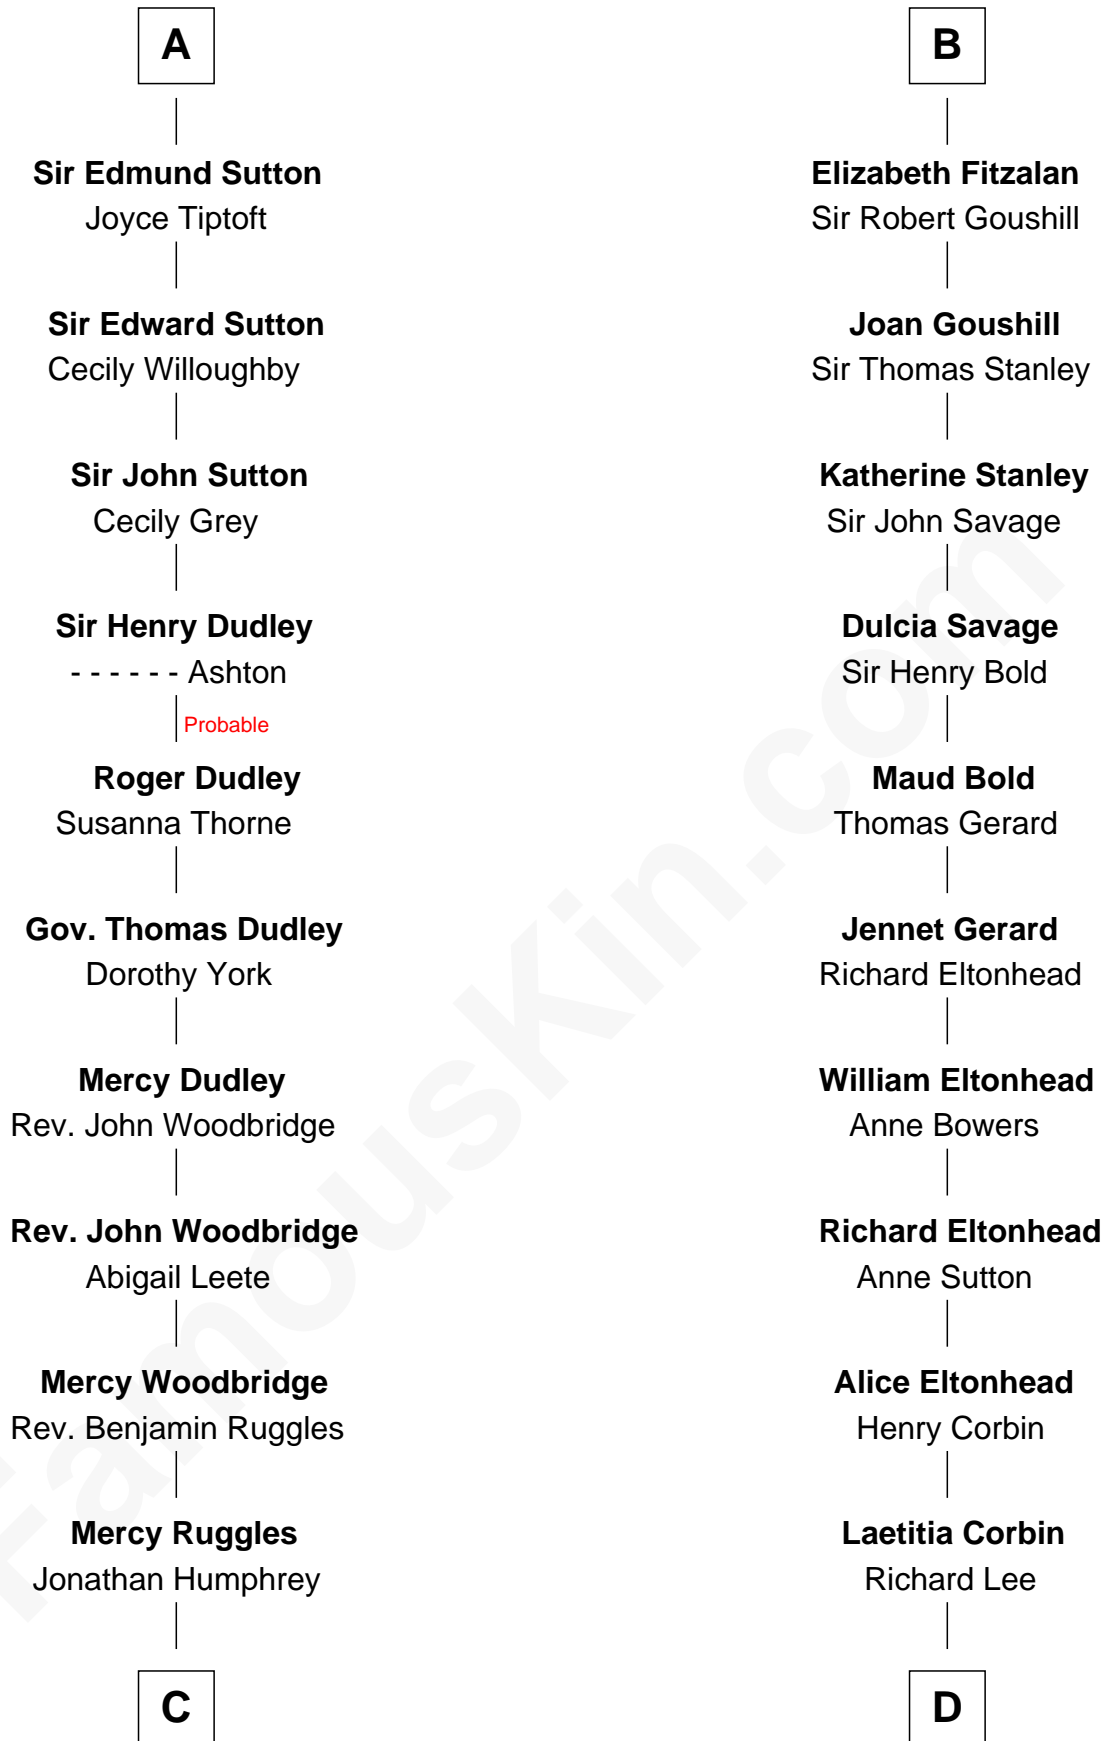 A
Sir Edmund Sutton
Joyce Tiptoft
Sir Edward Sutton
Cecily Willoughby
Sir John Sutton
Cecily Grey
Sir Henry Dudley
- - - - - - Ashton
Probable
Roger Dudley
Susanna Thorne
Gov. Thomas Dudley
Dorothy York
Mercy Dudley
Rev. John Woodbridge
Rev. John Woodbridge
Abigail Leete
Mercy Woodbridge
Rev. Benjamin Ruggles
Mercy Ruggles
Jonathan Humphrey
C
B
Elizabeth Fitzalan
Sir Robert Goushill
Joan Goushill
Sir Thomas Stanley
Katherine Stanley
Sir John Savage
Dulcia Savage
Sir Henry Bold
Maud Bold
Thomas Gerard
Jennet Gerard
Richard Eltonhead
William Eltonhead
Anne Bowers
Richard Eltonhead
Anne Sutton
Alice Eltonhead
Henry Corbin
Laetitia Corbin
Richard Lee
D
FamousKin.com